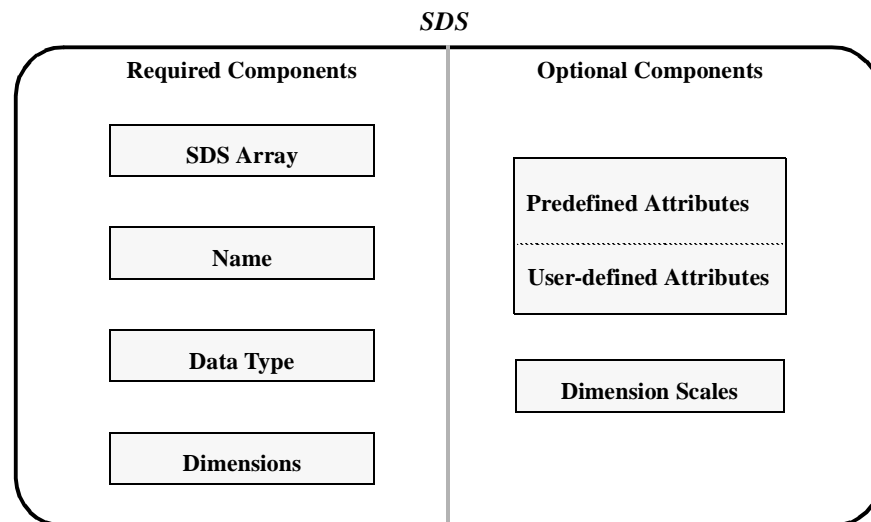 SDS
Required Components
SDS Array
Name
Data Type
Dimensions
Optional Components
Predefined Attributes
User-defined Attributes
Dimension Scales